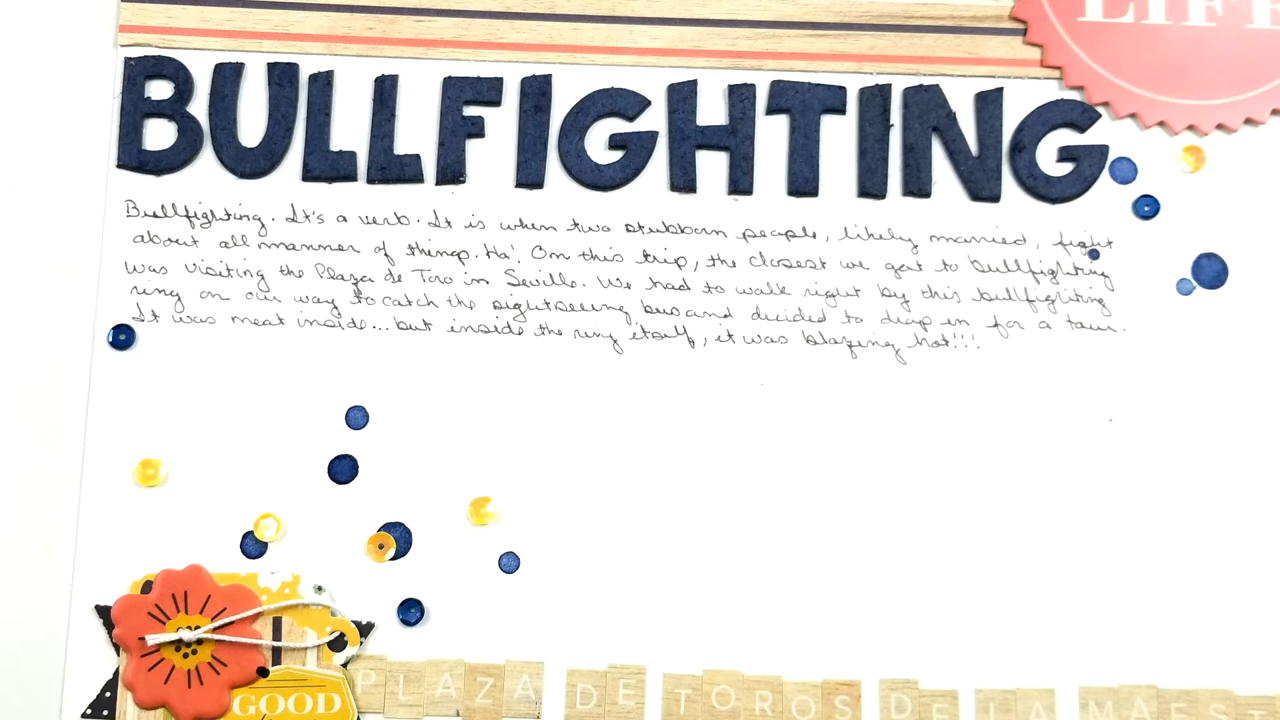 LIFE
BULLFIGHTING
Bullfighting. It's a verb. It is when two stubborn people, likely married, fight
about all manner of things. Ha! On this trip, the closest we got to bullfighting
was visiting the Plaza de Toro in Seville. We had to walk right by this bullfighting
ring on our way to catch the sightseeing bus and decided to drop in for a tour.
It was neat inside... but inside the ring itself, it was blazing hot!!!
GOOD
PLAZA DE TOROS DE LA MAEST